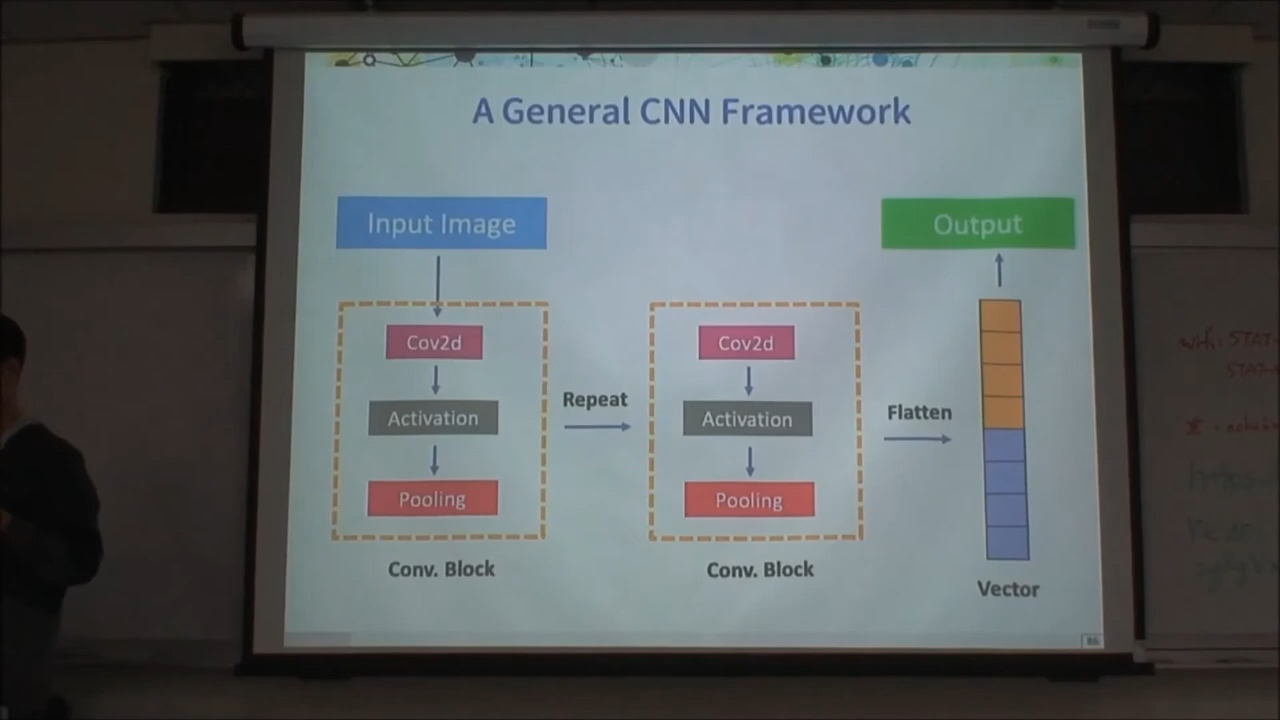 A General CNN Framework
Input Image
Output
Cov2d
Activation
Pooling
Conv. Block
Repeat
Cov2d
Activation
Pooling
Conv. Block
Flatten
Vector